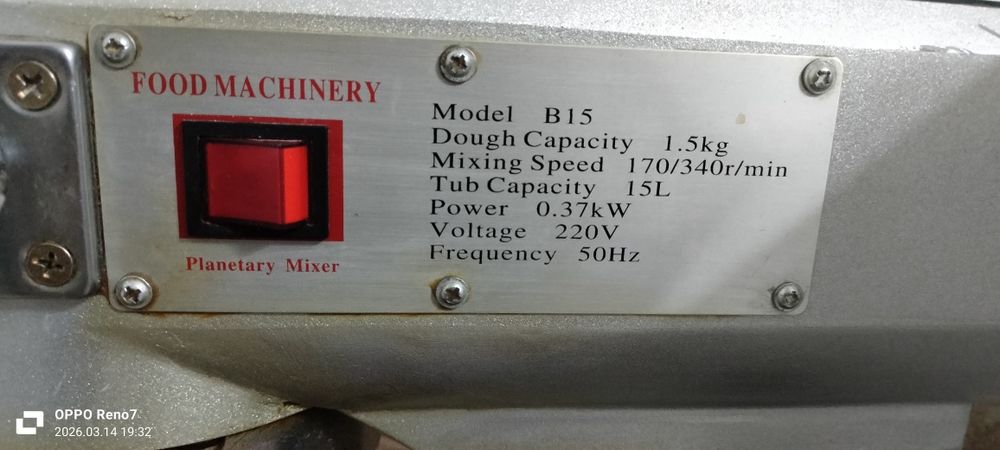 FOOD MACHINERY
Planetary Mixer
Model B15
Dough Capacity 1.5kg
Mixing Speed 170/340r/min
Tub Capacity 15L
Power 0.37kW
Voltage 220V
Frequency 50Hz
OPPO Reno7
2026.03.14 19:32